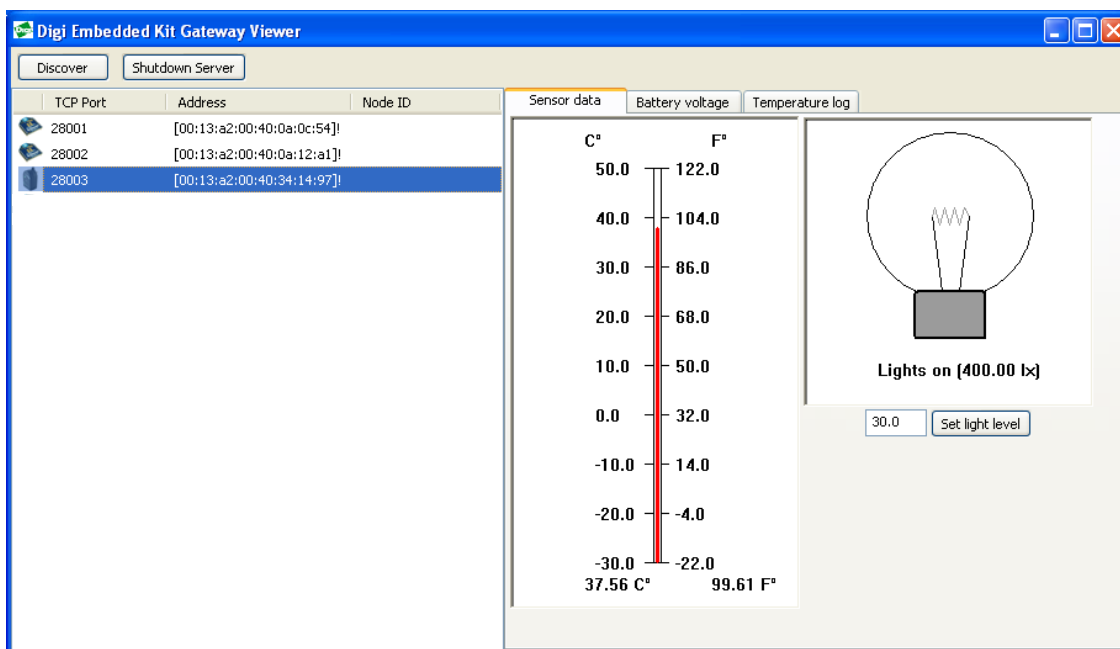 Digi Embedded Kit Gateway Viewer
Discover Shutdown Server
TCP Port Address Node ID
28001 [00:13:a2:00:40:0a:0c:54]!
28002 [00:13:a2:00:40:0a:12:a1]!
28003 [00:13:a2:00:40:34:14:97]!
Sensor data Battery voltage Temperature log
C° F°
50.0 122.0
40.0 104.0
30.0 86.0
20.0 68.0
10.0 50.0
0.0 32.0
-10.0 14.0
-20.0 -4.0
-30.0 -22.0
37.56 C° 99.61 F°
Lights on (400.00 lx)
30.0 Set light level